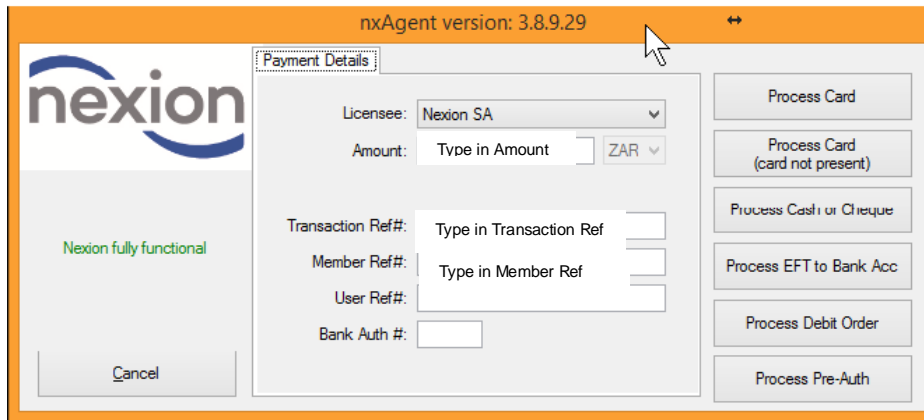 nxAgent version: 3.8.9.29
nexion
Nexion fully functional
Cancel
Payment Details
Licensee: Nexion SA
Amount: Type in Amount ZAR
Transaction Ref#: Type in Transaction Ref
Member Ref#: Type in Member Ref
User Ref#:
Bank Auth #:
Process Card
Process Card
(card not present)
Process Cash or Cheque
Process EFT to Bank Acc
Process Debit Order
Process Pre-Auth